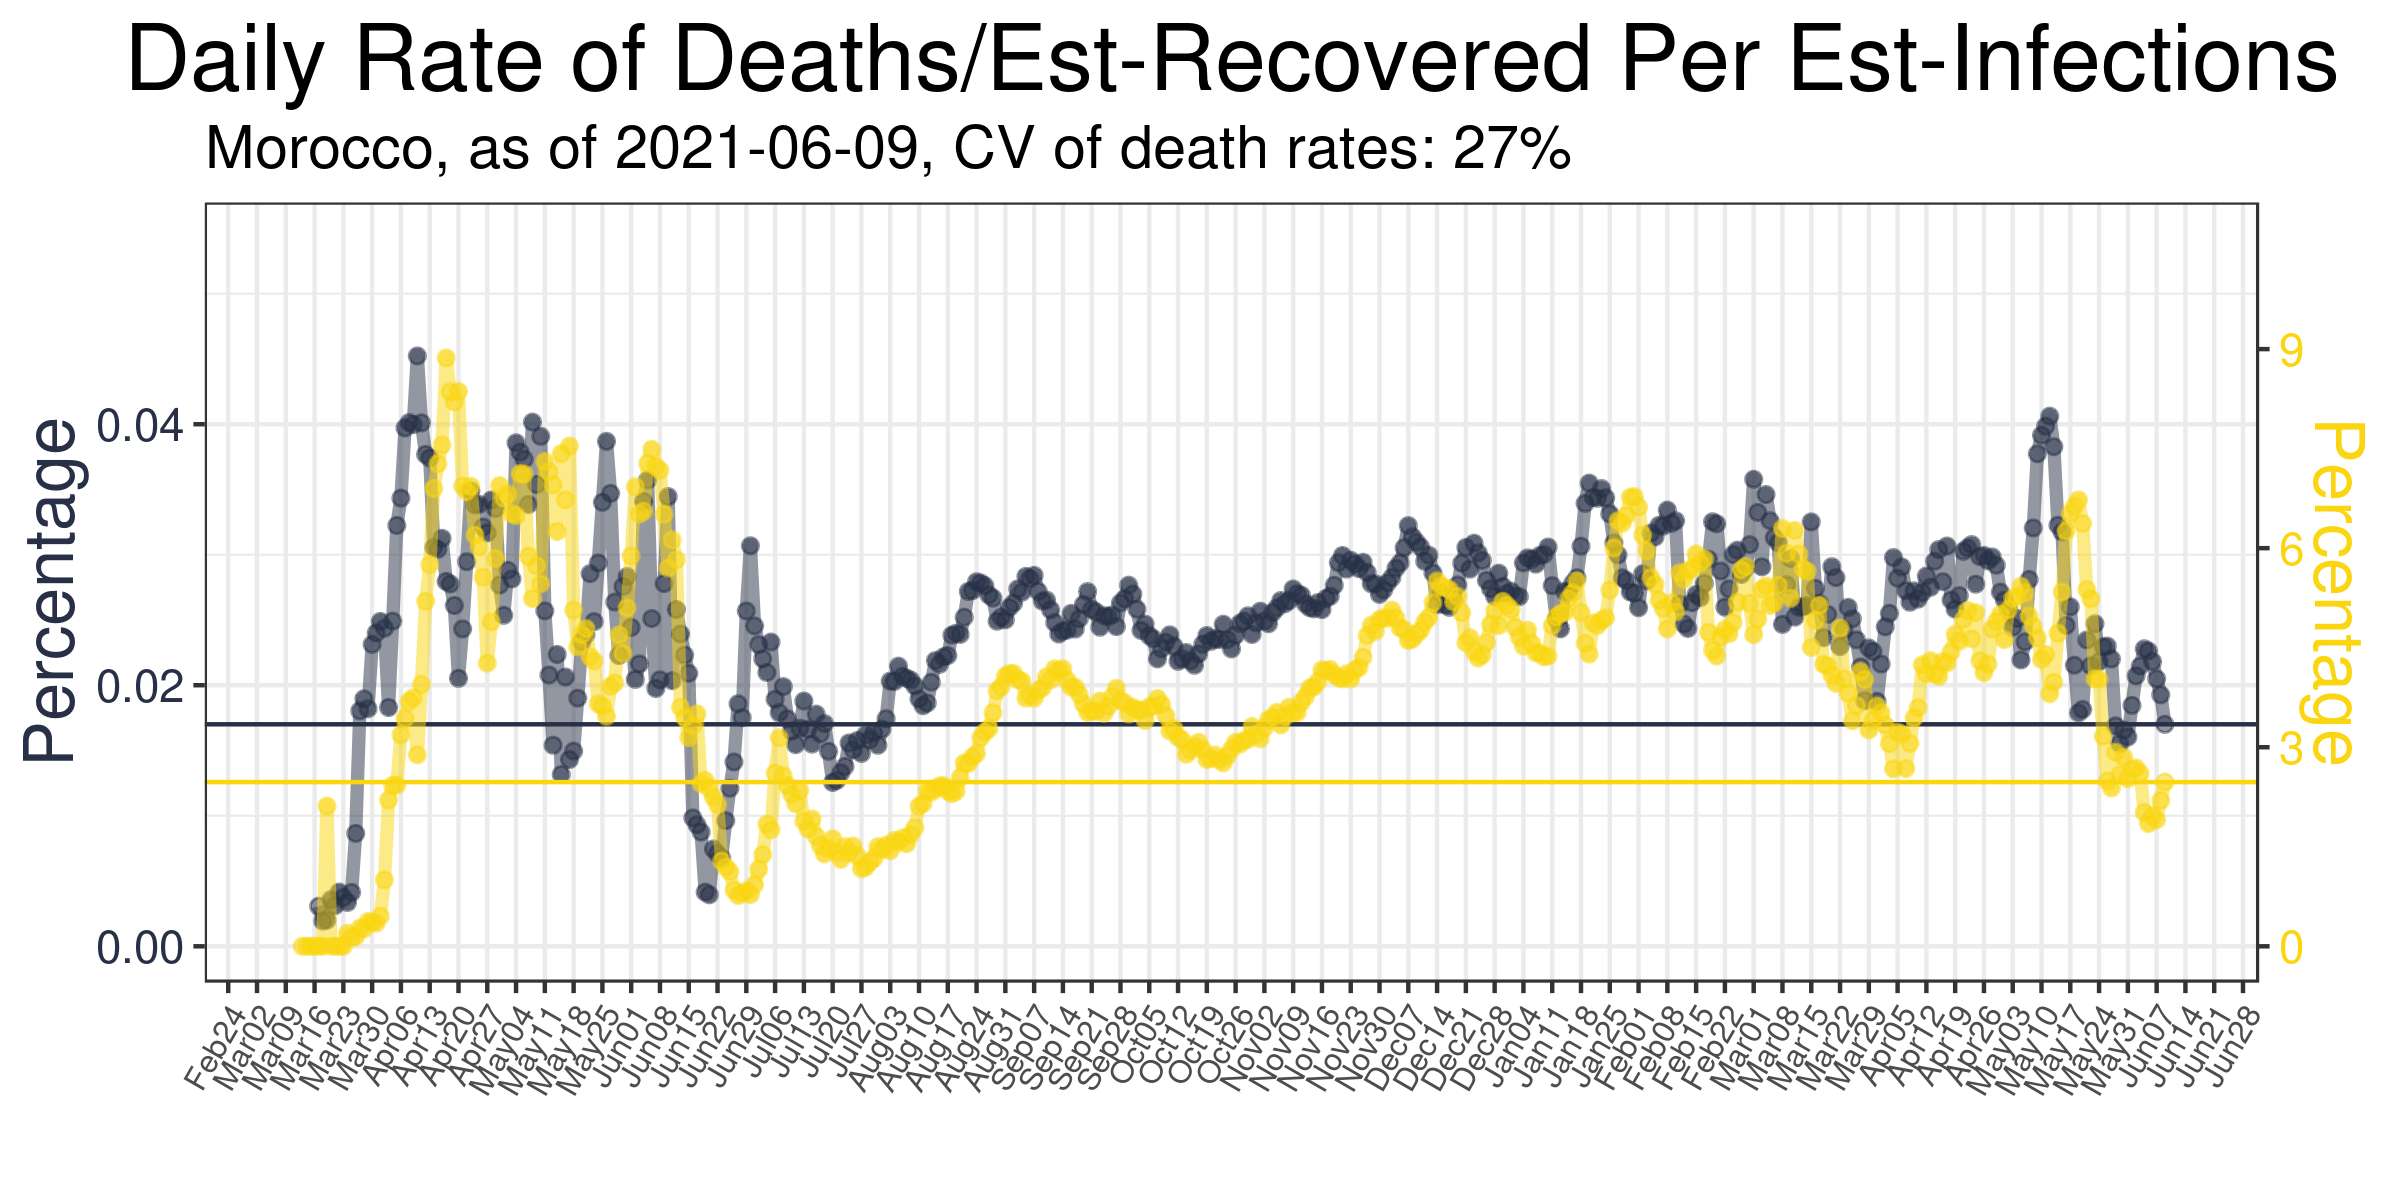 Daily Rate of Deaths/Est-Recovered Per Est-Infections
Morocco, as of 2021-06-09, CV of death rates: 27%
Percentage
0.04
0.02
0.00
9
6
3
0
Percentage
Feb24
Mar02
Mar09
Mar16
Mar23
Mar30
Apr06
Apr13
Apr20
Apr27
May04
May11
May18
May25
Jun01
Jun08
Jun15
Jun22
Jun29
Jul06
Jul13
Jul20
Jul27
Aug03
Aug10
Aug17
Aug24
Aug31
Sep07
Sep14
Sep21
Sep28
Oct05
Oct12
Oct19
Oct26
Nov02
Nov09
Nov16
Nov23
Nov30
Dec07
Dec14
Dec21
Dec28
Jan04
Jan11
Jan18
Jan25
Feb01
Feb08
Feb15
Feb22
Mar01
Mar08
Mar15
Mar22
Mar29
Apr05
Apr12
Apr19
Apr26
May03
May10
May17
May24
May31
Jun07
Jun14
Jun21
Jun28